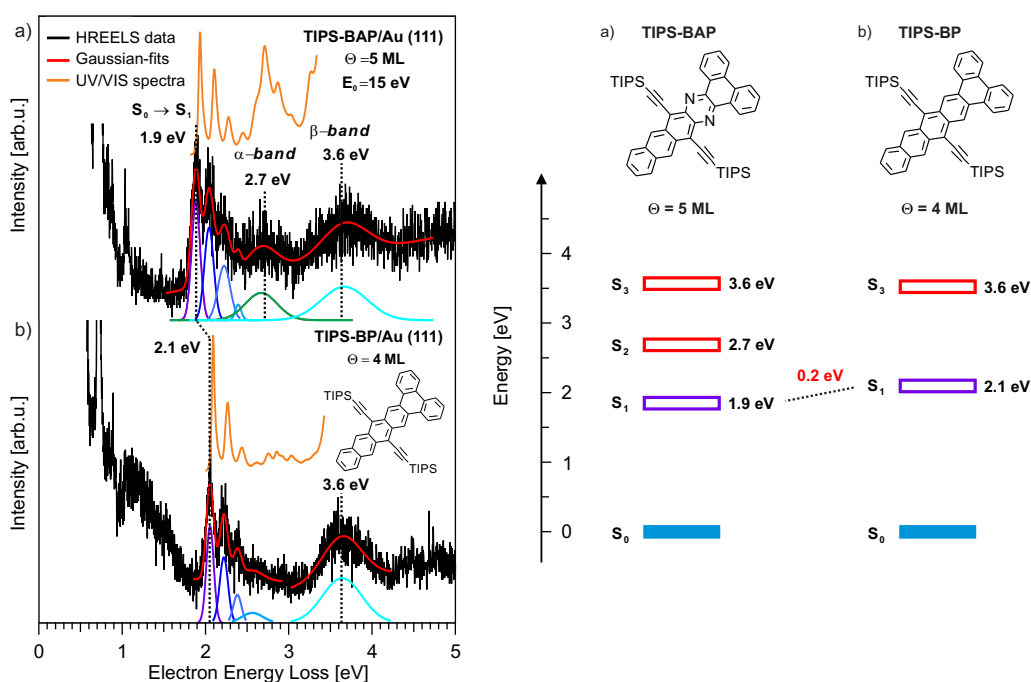 a)
HREELS data
Gaussian-fits
UV/VIS spectra
TIPS-BAP/Au (111)
Θ =5 ML
E₀=15 eV
S₀ → S₁
1.9 eV
α–band
2.7 eV
β–band
3.6 eV
Intensity [arb.u.]
b)
2.1 eV
TIPS-BP/Au (111)
Θ = 4 ML
TIPS
TIPS
3.6 eV
Intensity [arb.u.]
0 1 2 3 4 5
Electron Energy Loss [eV]
a) TIPS-BAP
TIPS
N
N
TIPS
Θ = 5 ML
b) TIPS-BP
TIPS
TIPS
Θ = 4 ML
Energy [eV]
4
3
2
1
0
S₃ 3.6 eV
S₂ 2.7 eV
S₁ 1.9 eV
S₀
0.2 eV
S₃ 3.6 eV
S₁ 2.1 eV
S₀